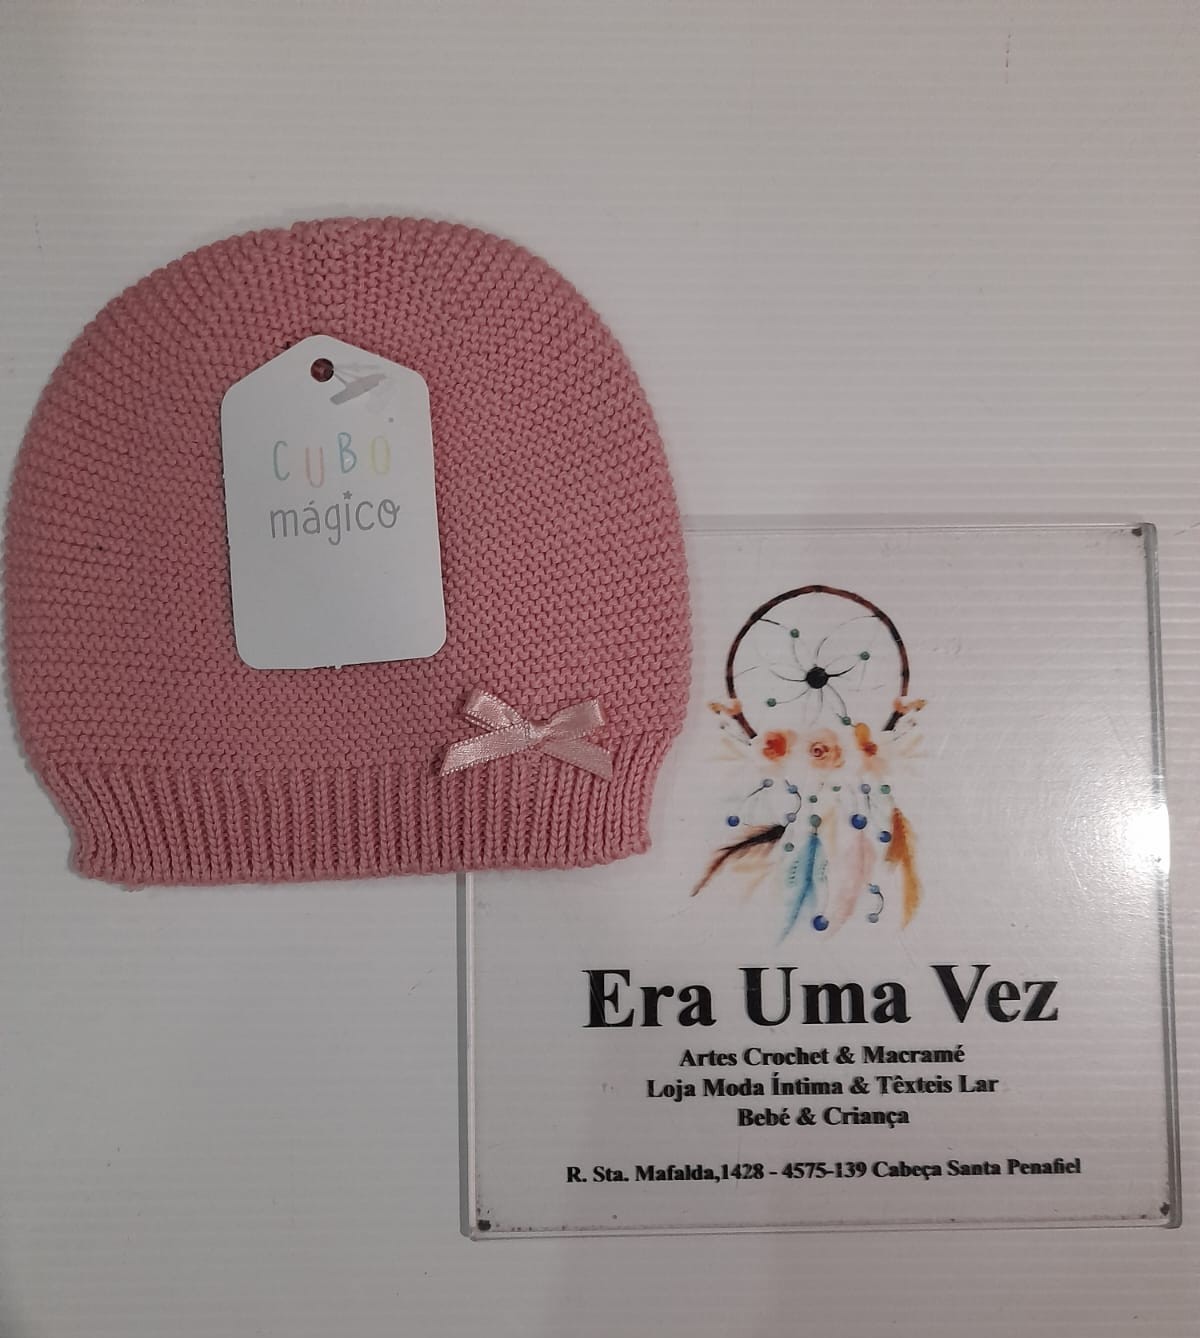 CUBO
mágico
Era Uma Vez
Artes Crochet & Macramé
Loja Moda Íntima & Têxteis Lar
Bebé & Criança
R. Sta. Mafalda,1428 - 4575-139 Cabeça Santa Penafiel